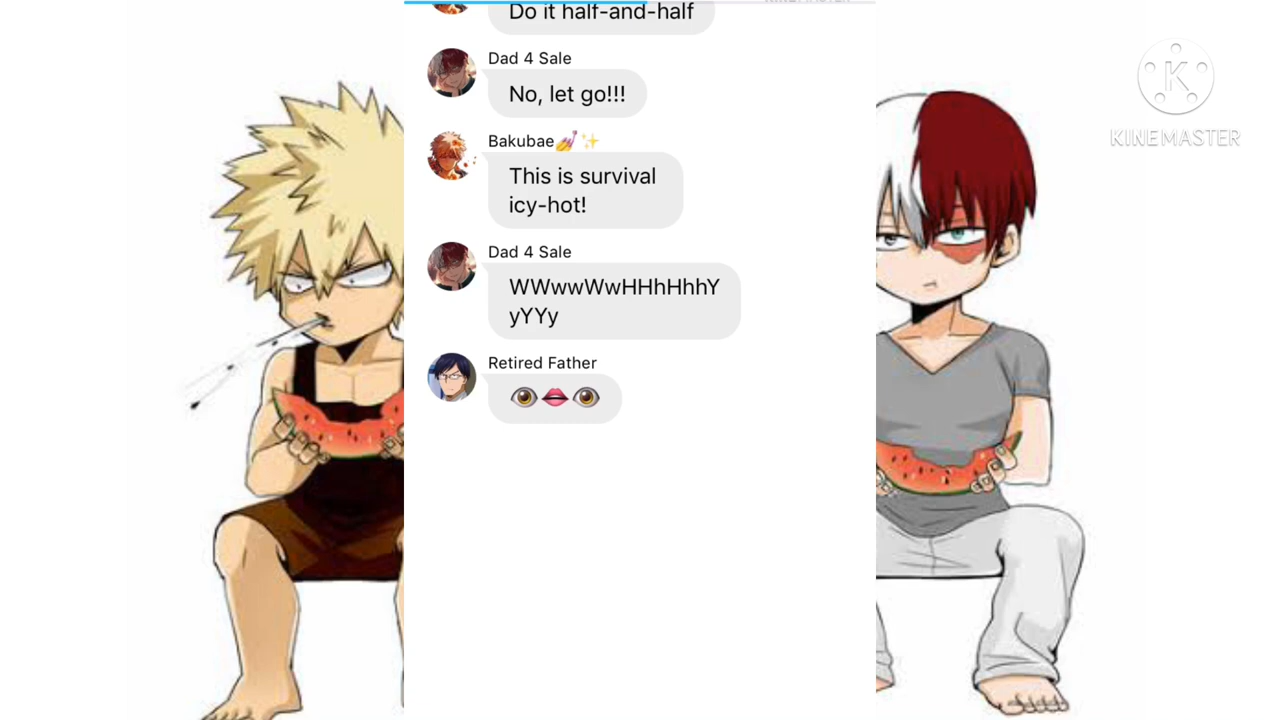 Do it half-and-half
Dad 4 Sale
No, let go!!!
Bakubae💅✨
This is survival
icy-hot!
Dad 4 Sale
WWwwWwHHhHhhY
yYYy
Retired Father
👁️👄👁️
KINEMASTER